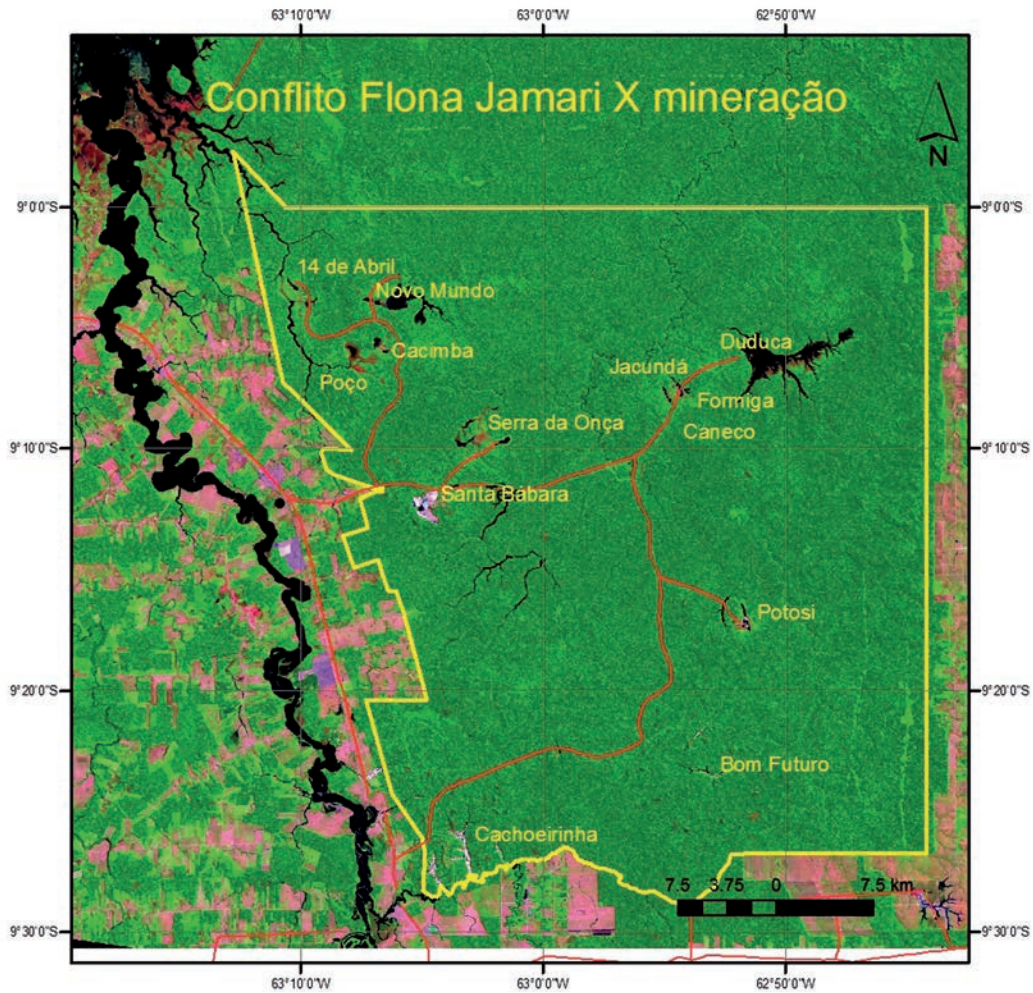 63°10'0"W 63°0'0"W 62°50'0"W
Conflito Flona Jamari X mineração
N
9°0'0"S 9°0'0"S
14 de Abril
Novo Mundo
Duduca
Cacimba
Jacundá
Poço
Formiga
Serra da Onça
Caneco
9°10'0"S 9°10'0"S
Santa Bábara
Potosi
9°20'0"S 9°20'0"S
Bom Futuro
Cachoeirinha
7.5 3.75 0 7.5 km
9°30'0"S 9°30'0"S
63°10'0"W 63°0'0"W 62°50'0"W